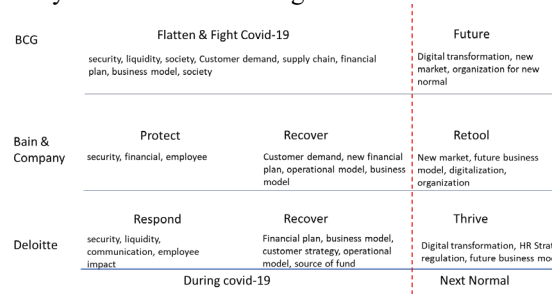 BCG
Flatten & Fight Covid-19
Future
security, liquidity, society, Customer demand, supply chain, financial
plan, business model, society
Digital transformation, new
market, organization for new
normal
Bain &
Company
Protect
Recover
Retool
security, financial, employee
Customer demand, new financial
plan, operational model, business
model
New market, future business
model, digitalization,
organization
Deloitte
Respond
Recover
Thrive
security, liquidity,
communication, employee
impact
Financial plan, business model,
customer strategy, operational
model, source of fund
Digital transformation, HR
regulation, future business
During covid-19
Next Normal